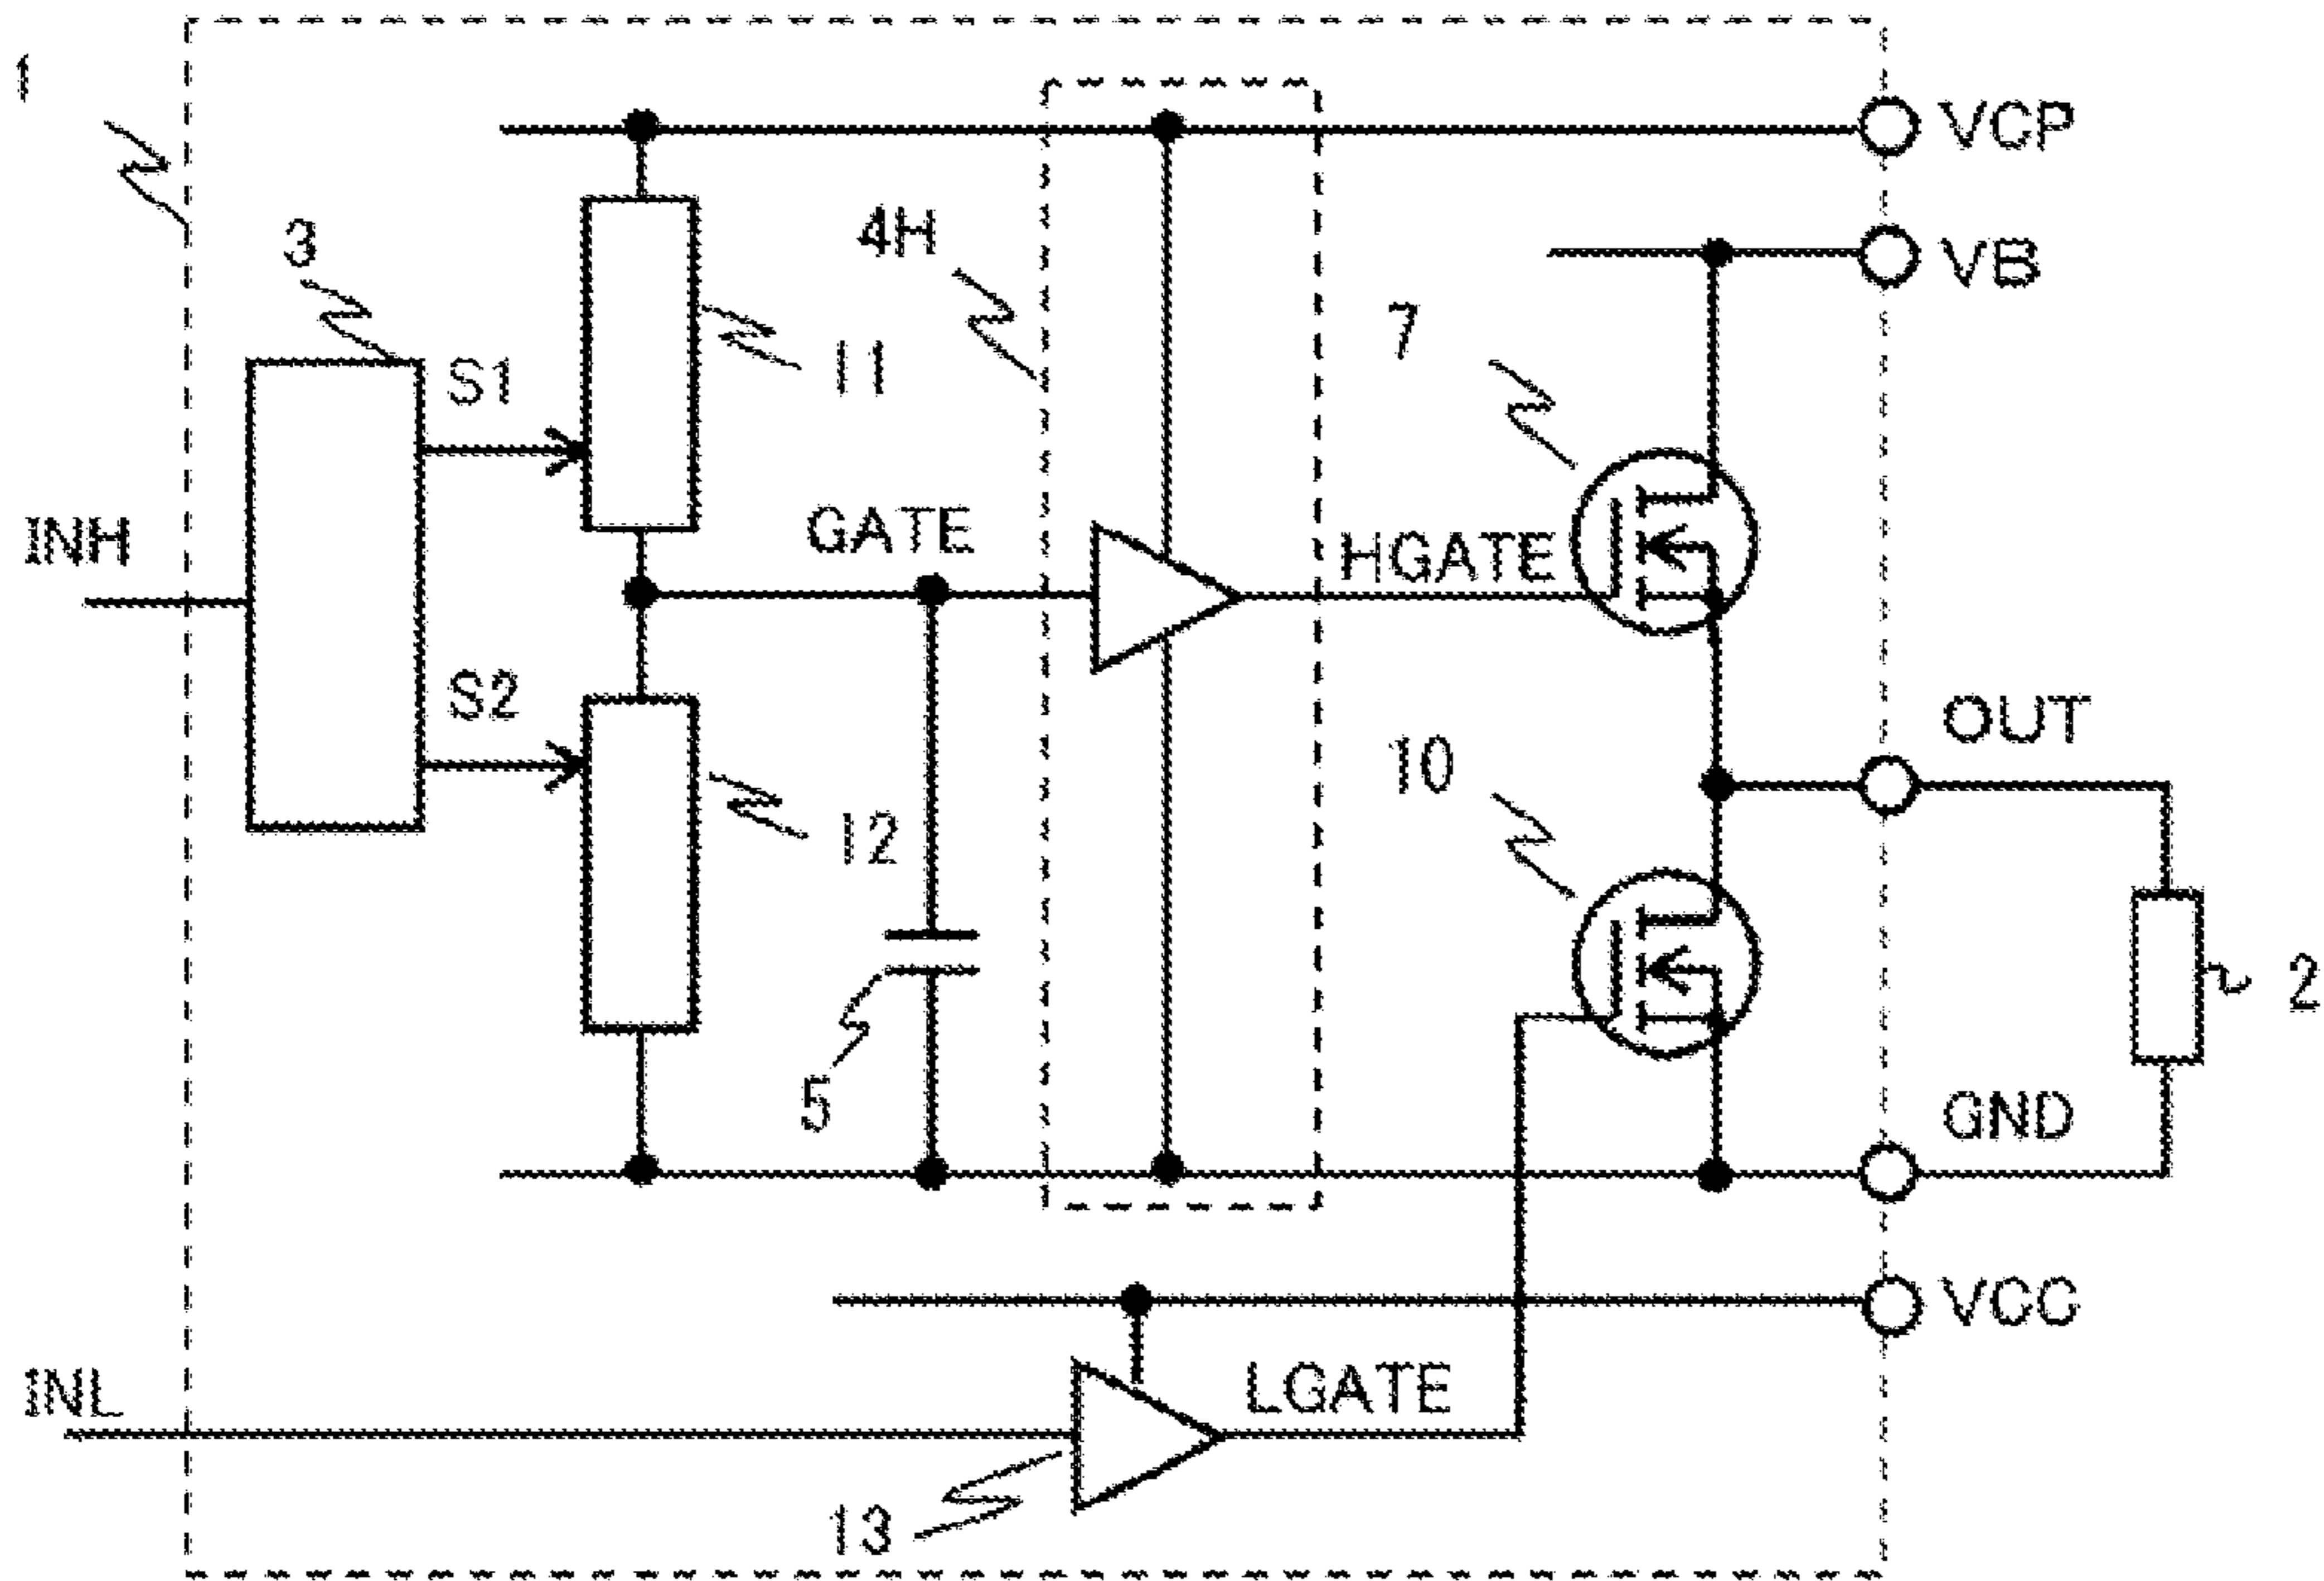 1
VCP
3
4H
VB
7
S1
11
INH
GATE
HGATE
S2
OUT
10
12
2
5
GND
VCC
INL
LGATE
13